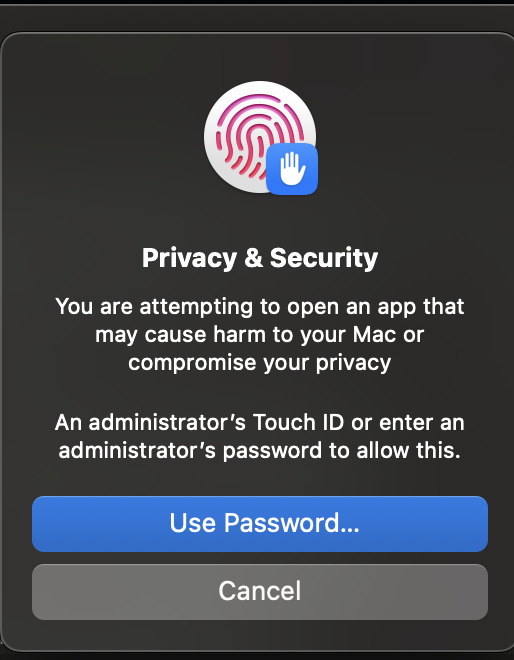 Privacy & Security
You are attempting to open an app that
may cause harm to your Mac or
compromise your privacy
An administrator’s Touch ID or enter an
administrator’s password to allow this.
Use Password...
Cancel